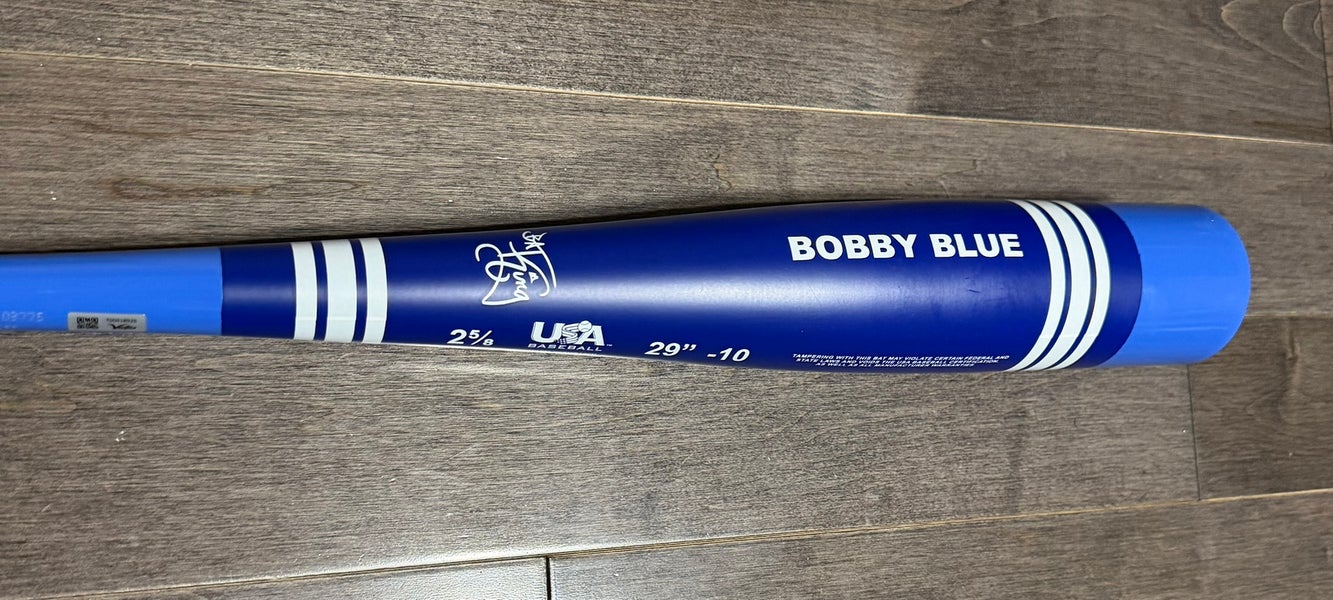 BOBBY BLUE
2⅝
USA
BASEBALL
29” -10
TAMPERING WITH THIS BAT MAY VIOLATE CERTAIN FEDERAL AND
STATE LAWS AND VOIDS THE USA BASEBALL CERTIFICATION,
AS WELL AS ALL MANUFACTURER WARRANTIES